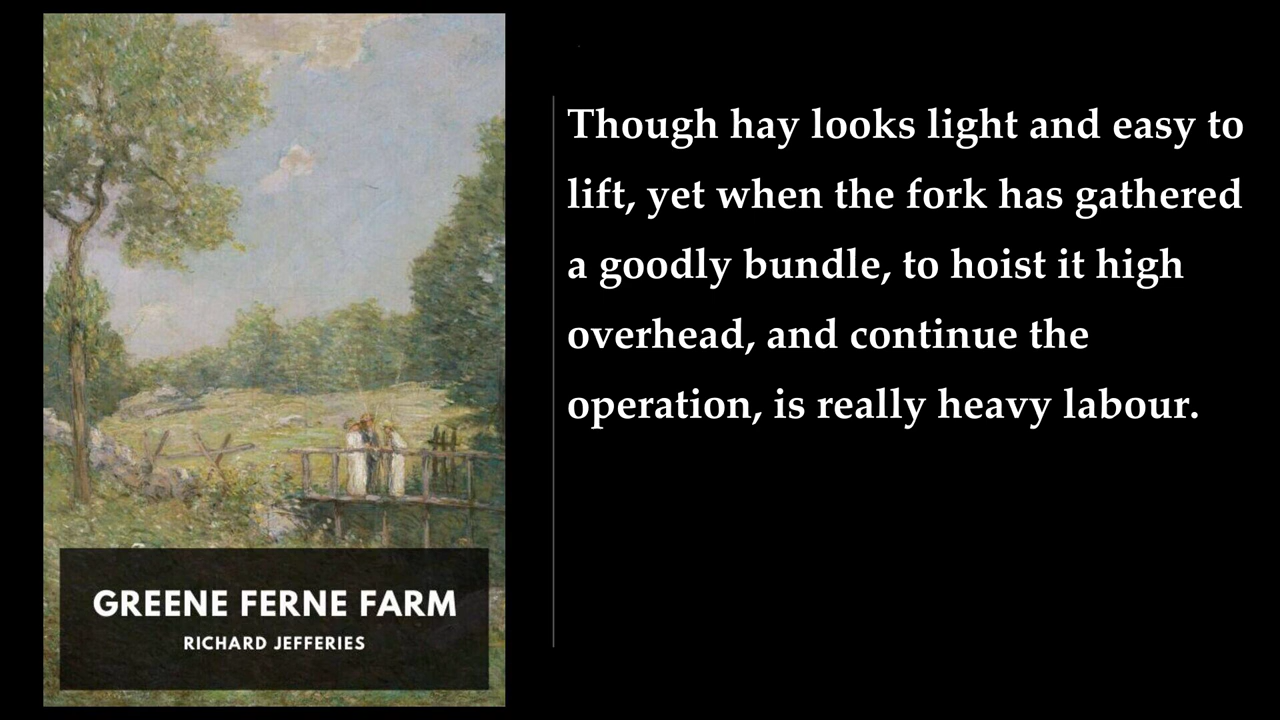 Though hay looks light and easy to
lift, yet when the fork has gathered
a goodly bundle, to hoist it high
overhead, and continue the
operation, is really heavy labour.
GREENE FERNE FARM
RICHARD JEFFERIES